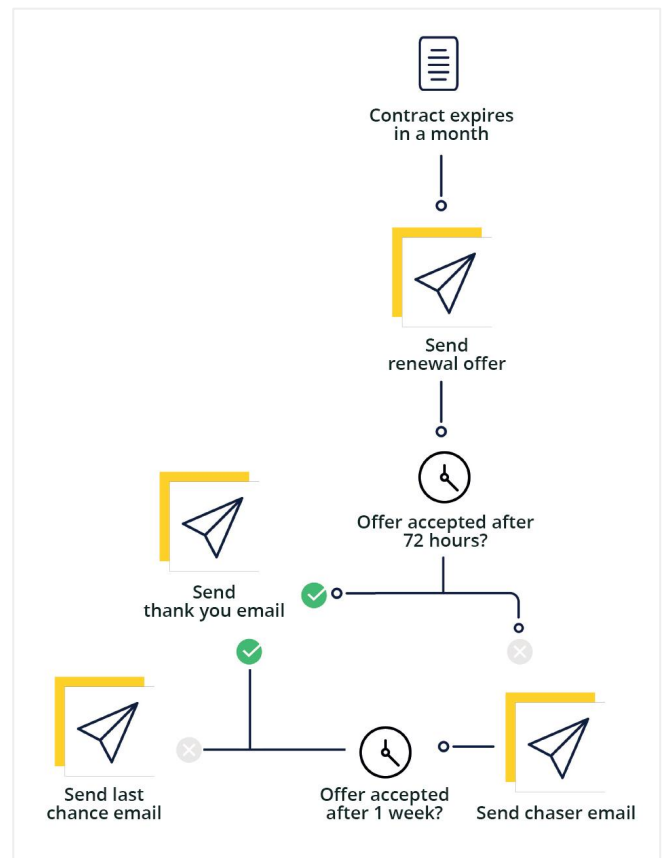 Contract expires
in a month
Send
renewal offer
Offer accepted after
72 hours?
Send
thank you email
Send last
chance email
Offer accepted
after 1 week?
Send chaser email